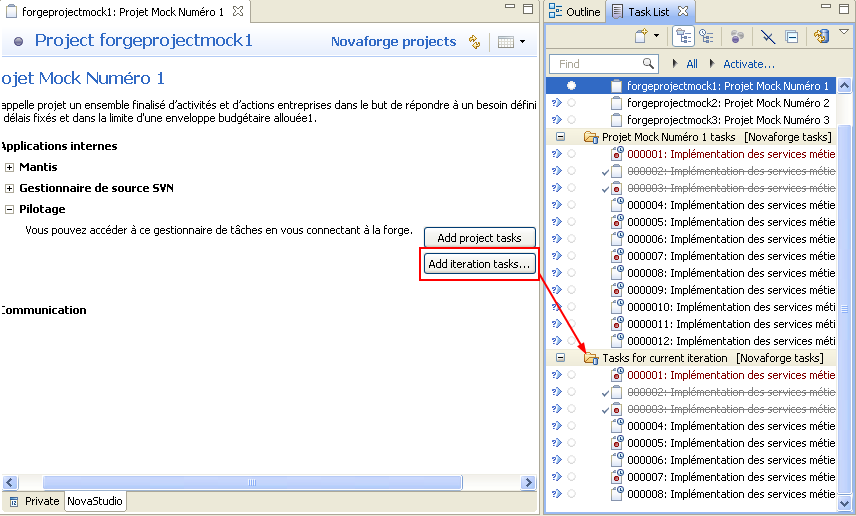 forgeprojectmock1: Projet Mock Numéro 1
Project forgeprojectmock1
Novaforge projects
ojet Mock Numéro 1
appelle projet un ensemble finalisé d'activités et d'actions entreprises dans le but de répondre à un besoin défini
délais fixés et dans la limite d'une enveloppe budgétaire allouée1.
Applications internes
Mantis
Gestionnaire de source SVN
Pilotage
Vous pouvez accéder à ce gestionnaire de tâches en vous connectant à la forge.
Add project tasks
Add iteration tasks...
Communication
Private
NovaStudio
Outline
Task List
Find
All
Activate...
forgeprojectmock1: Projet Mock Numéro 1
forgeprojectmock2: Projet Mock Numéro 2
forgeprojectmock3: Projet Mock Numéro 3
Projet Mock Numéro 1 tasks [Novaforge tasks]
000001: Implémentation des services métie
000002: Implémentation des services métie
000003: Implémentation des services métie
000004: Implémentation des services métie
000005: Implémentation des services métie
000006: Implémentation des services métie
000007: Implémentation des services métie
000008: Implémentation des services métie
000009: Implémentation des services métie
0000010: Implémentation des services méti
0000011: Implémentation des services méti
0000012: Implémentation des services méti
Tasks for current iteration [Novaforge tasks]
000001: Implémentation des services métie
000002: Implémentation des services métie
000003: Implémentation des services métie
000004: Implémentation des services métie
000005: Implémentation des services métie
000006: Implémentation des services métie
000007: Implémentation des services métie
000008: Implémentation des services métie